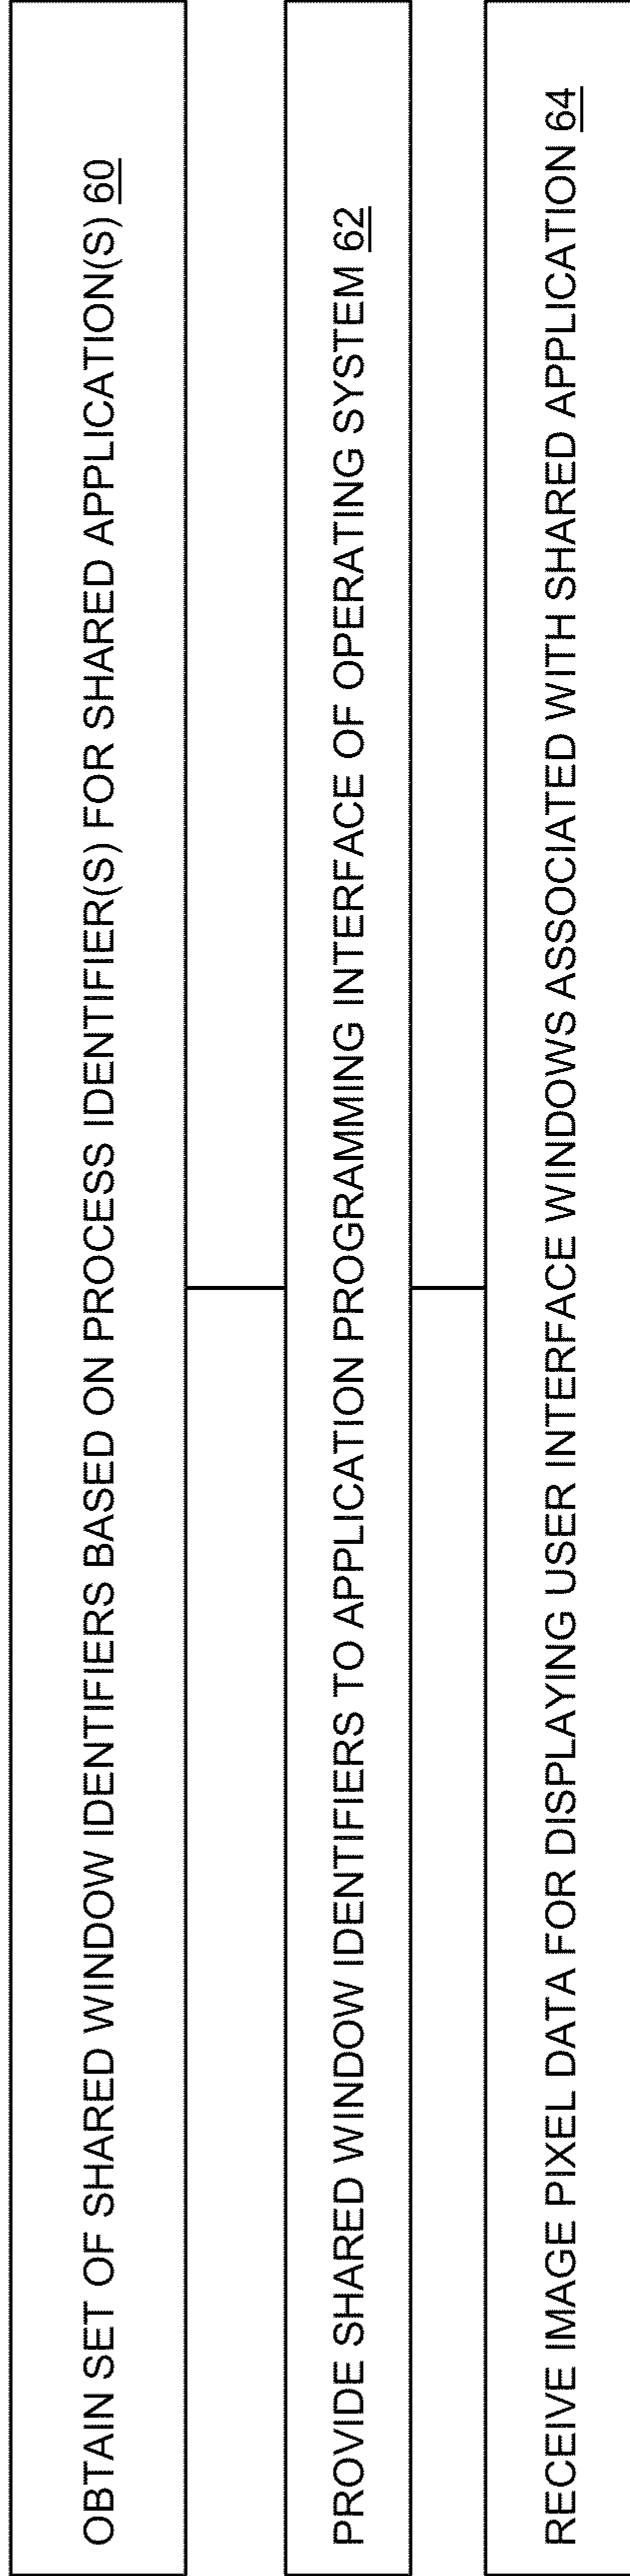 OBTAIN SET OF SHARED WINDOW IDENTIFIERS BASED ON PROCESS IDENTIFIER(S) FOR SHARED APPLICATION(S) 60
PROVIDE SHARED WINDOW IDENTIFIERS TO APPLICATION PROGRAMMING INTERFACE OF OPERATING SYSTEM 62
RECEIVE IMAGE PIXEL DATA FOR DISPLAYING USER INTERFACE WINDOWS ASSOCIATED WITH SHARED APPLICATION 64